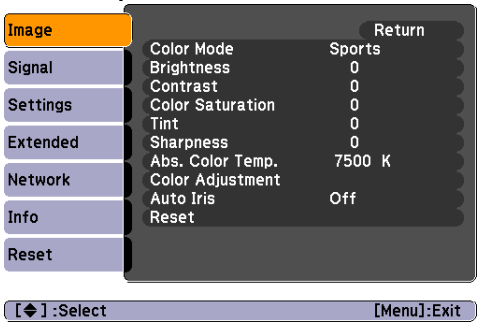 Image
Signal
Settings
Extended
Network
Info
Reset
Return
Color Mode Sports
Brightness 0
Contrast 0
Color Saturation 0
Tint 0
Sharpness 0
Abs. Color Temp. 7500 K
Color Adjustment
Auto Iris Off
Reset
[◆] :Select [Menu]:Exit